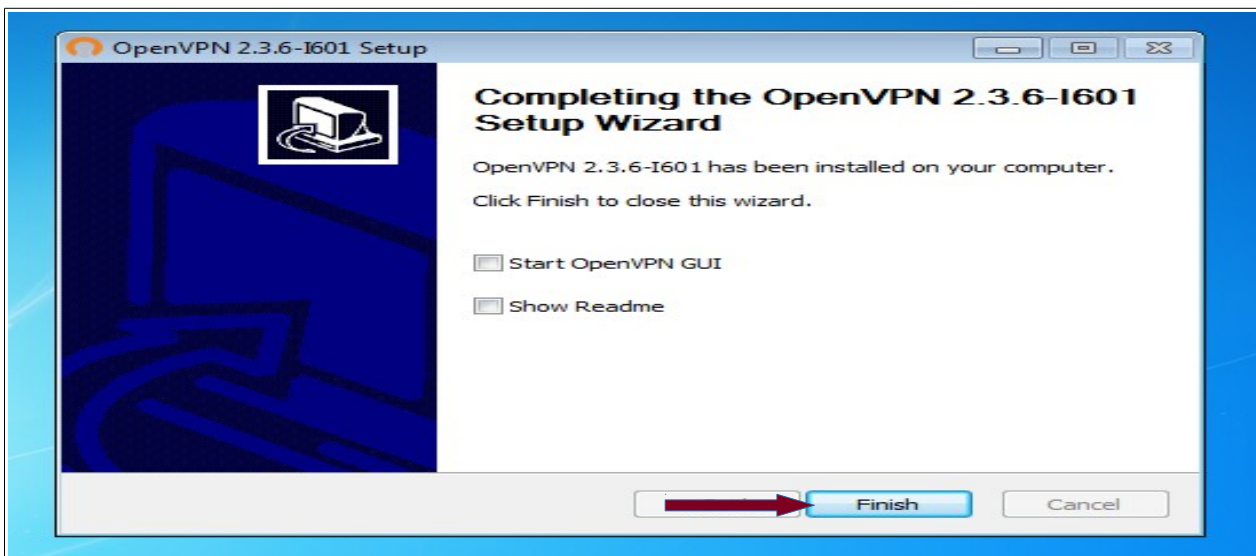 OpenVPN 2.3.6-I601 Setup
Completing the OpenVPN 2.3.6-I601
Setup Wizard
OpenVPN 2.3.6-I601 has been installed on your computer.
Click Finish to close this wizard.
Start OpenVPN GUI
Show Readme
Finish
Cancel